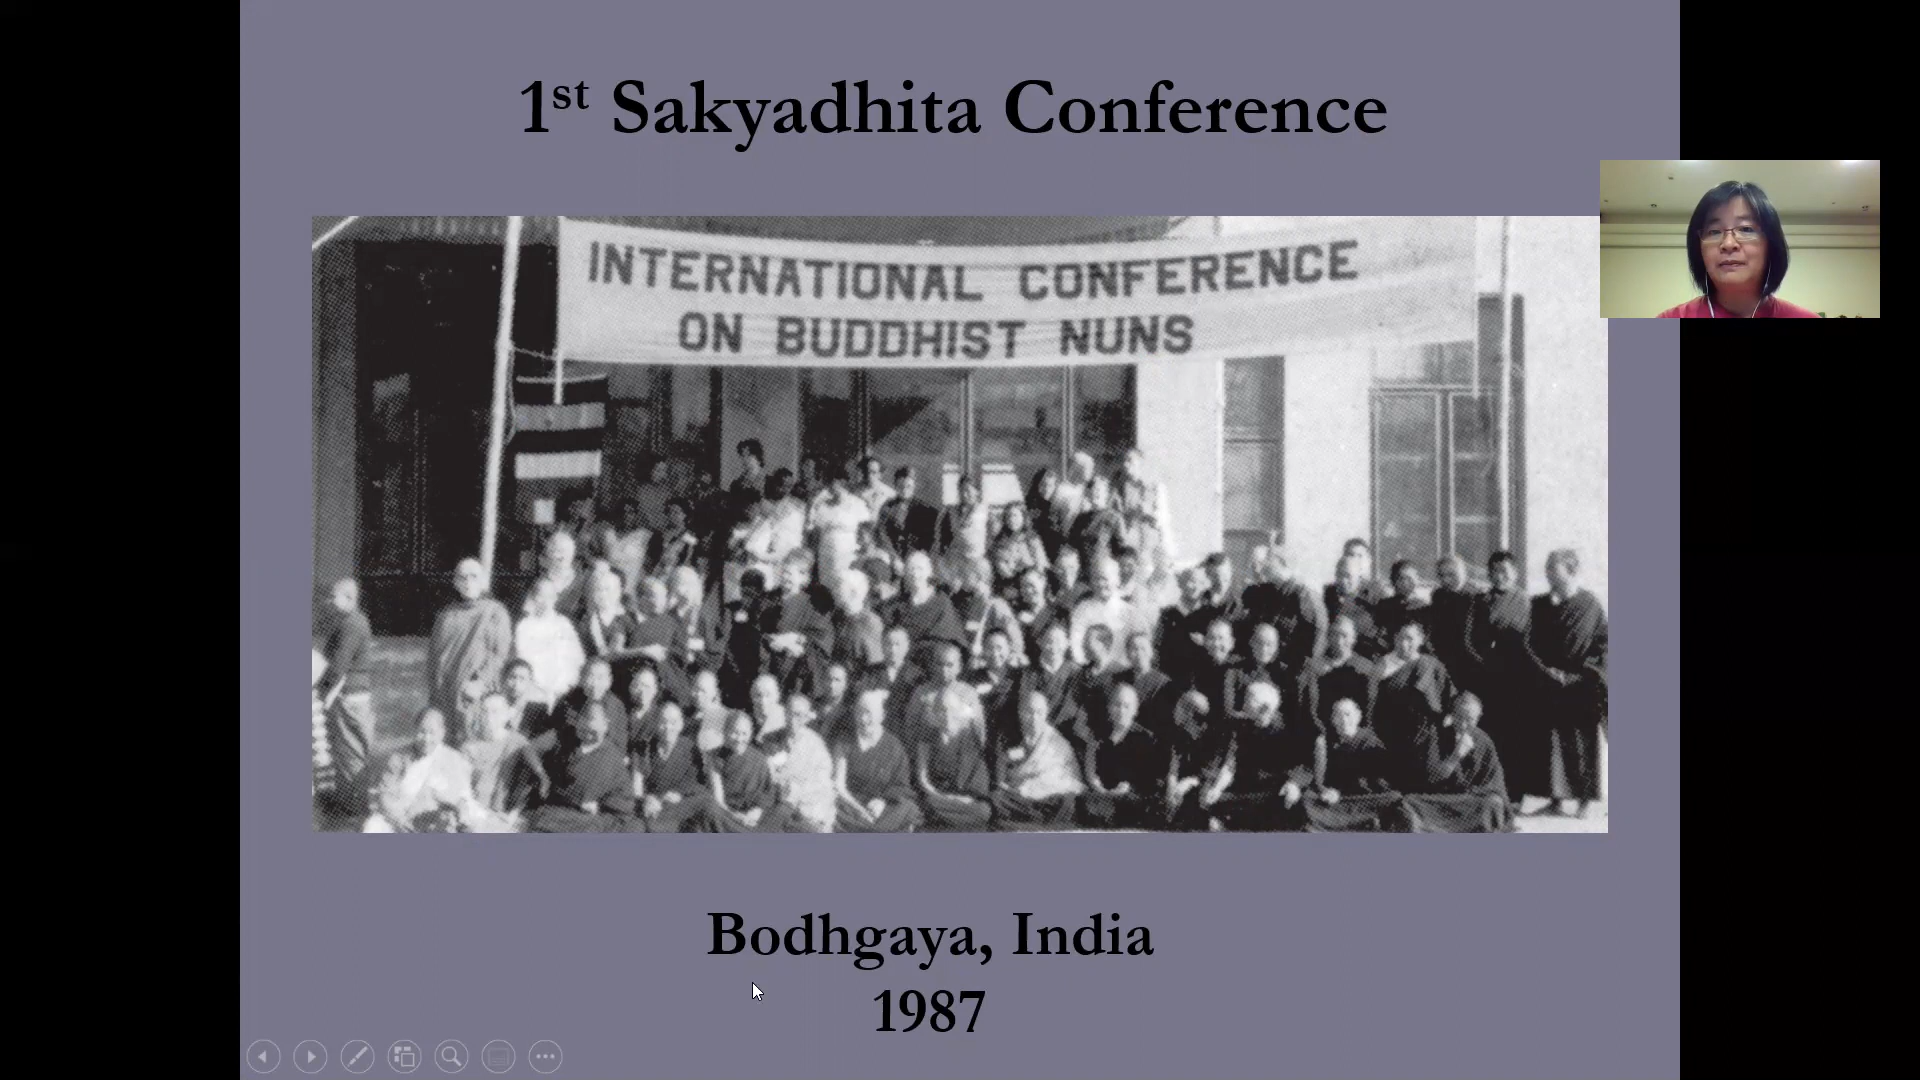 1st Sakyadhita Conference
INTERNATIONAL CONFERENCE
ON BUDDHIST NUNS
Bodhgaya, India
1987